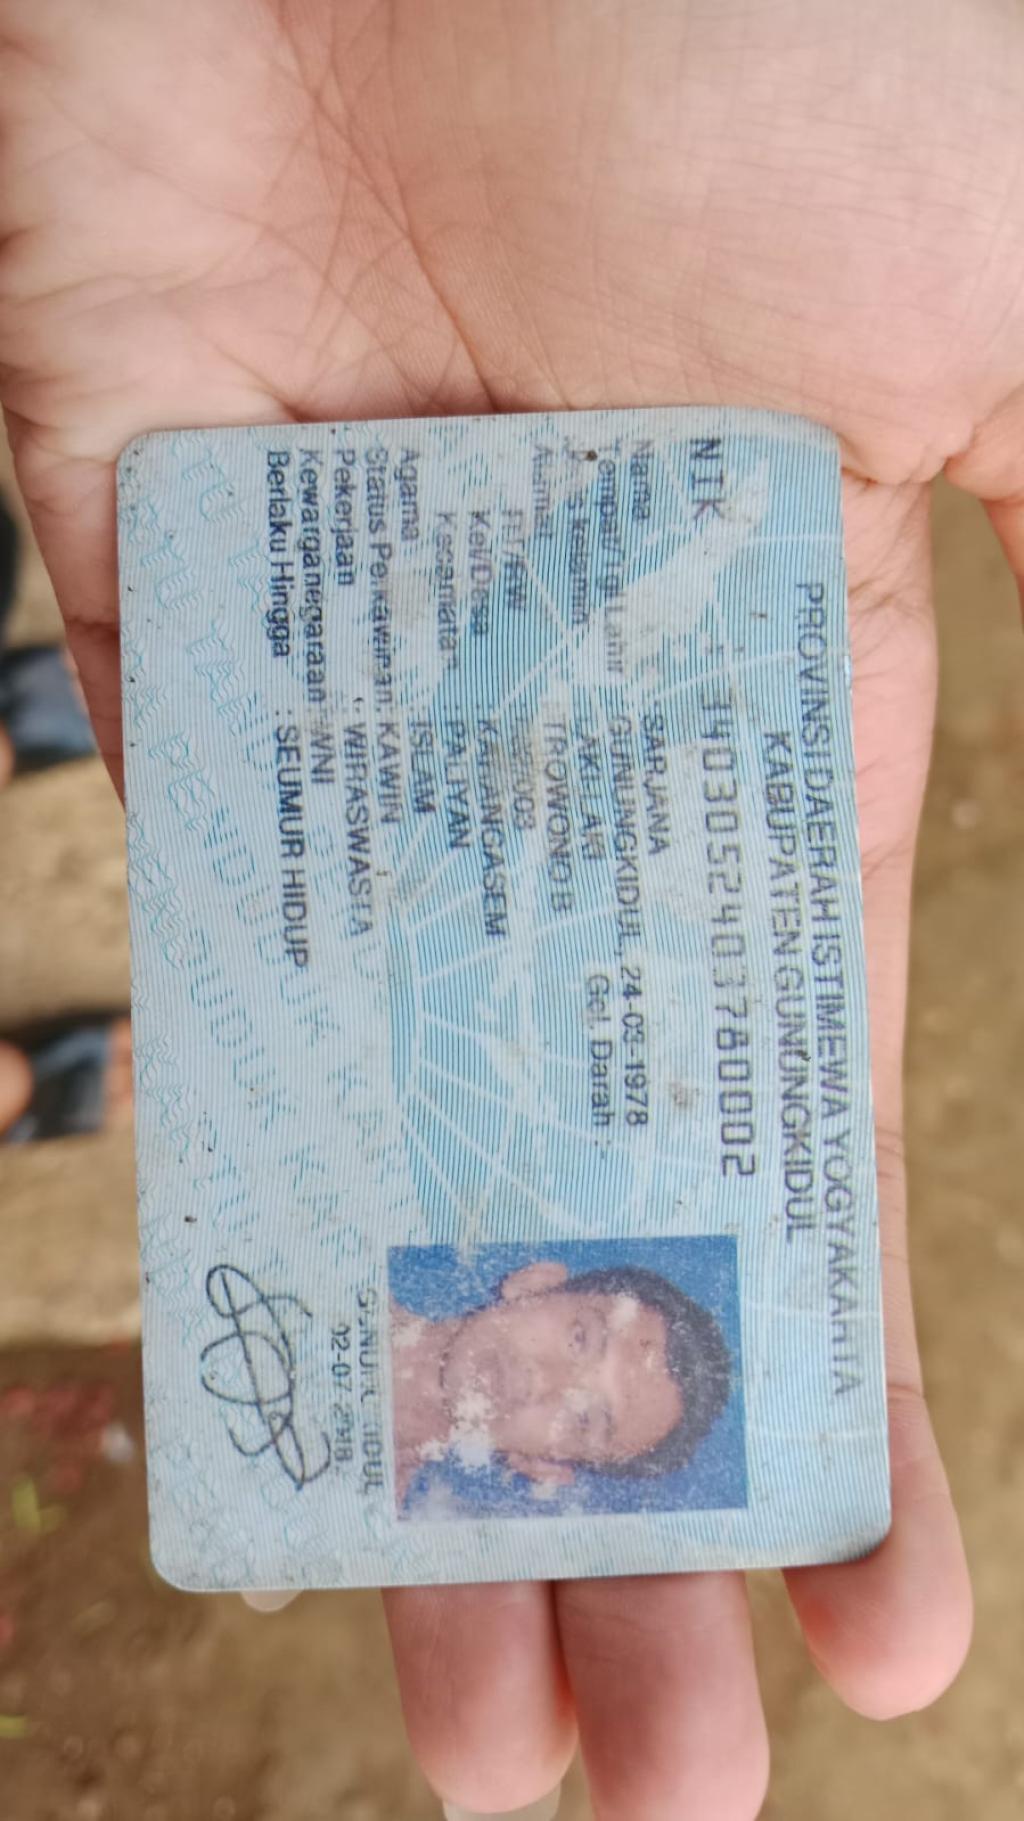 PROVINSI DAERAH ISTIMEWA YOGYAKARTA
KABUPATEN GUNUNGKIDUL
NIK : 3403052403780002
Nama : SARJANA
Tempat/Tgl Lahir : GUNUNGKIDUL, 24-03-1978
Jenis kelamin : LAKI-LAKI Gol. Darah :
Alamat : TROWONO B
RT/RW
Kel/Desa : KARANGASEM
Kecamatan : PALIYAN
Agama : ISLAM
Status Perkawinan: KAWIN
Pekerjaan : WIRASWASTA
Kewarganegaraan: WNI
Berlaku Hingga : SEUMUR HIDUP
GUNUNGKIDUL
02-07-2018